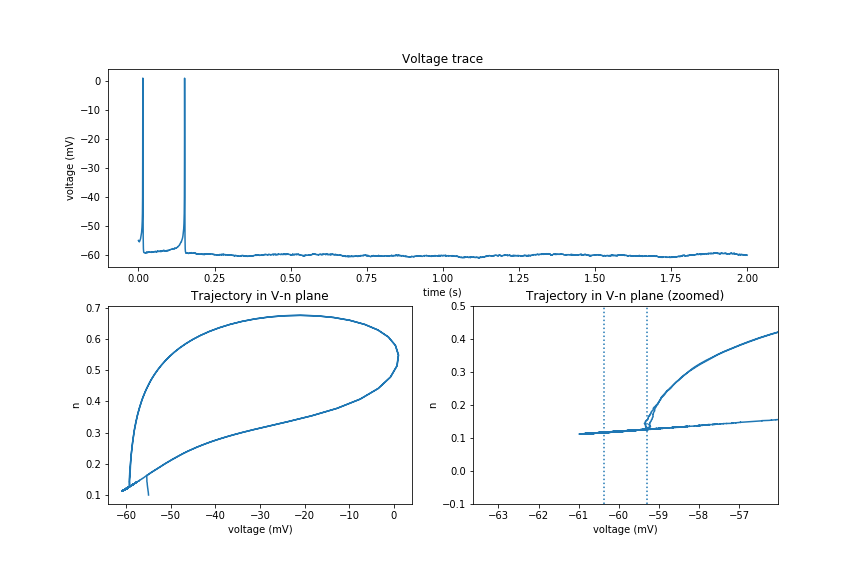 Voltage trace
voltage (mV)
0
−10
−20
−30
−40
−50
−60
0.00 0.25 0.50 0.75 1.00 1.25 1.50 1.75 2.00
time (s)
Trajectory in V-n plane
n
0.7
0.6
0.5
0.4
0.3
0.2
0.1
−60 −50 −40 −30 −20 −10 0
voltage (mV)
Trajectory in V-n plane (zoomed)
n
0.5
0.4
0.3
0.2
0.1
0.0
−0.1
−63 −62 −61 −60 −59 −58 −57
voltage (mV)